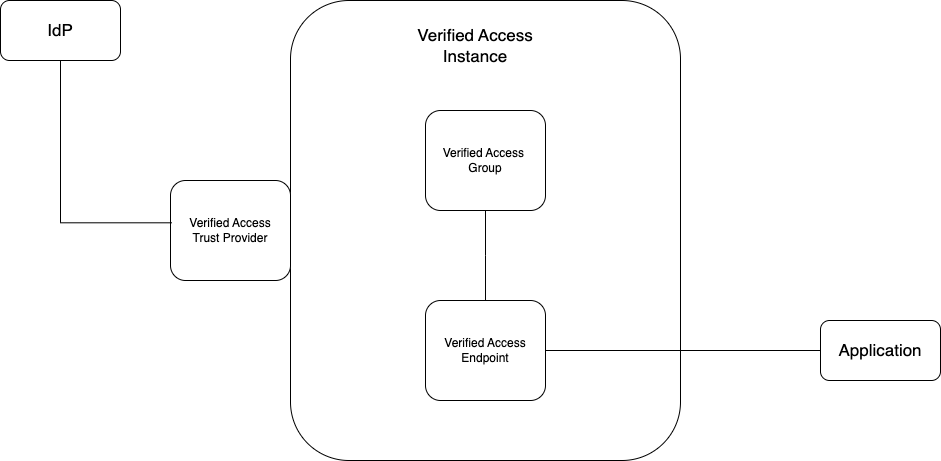 IdP
Verified Access
Instance
Verified Access
Group
Verified Access
Trust Provider
Verified Access
Endpoint
Application